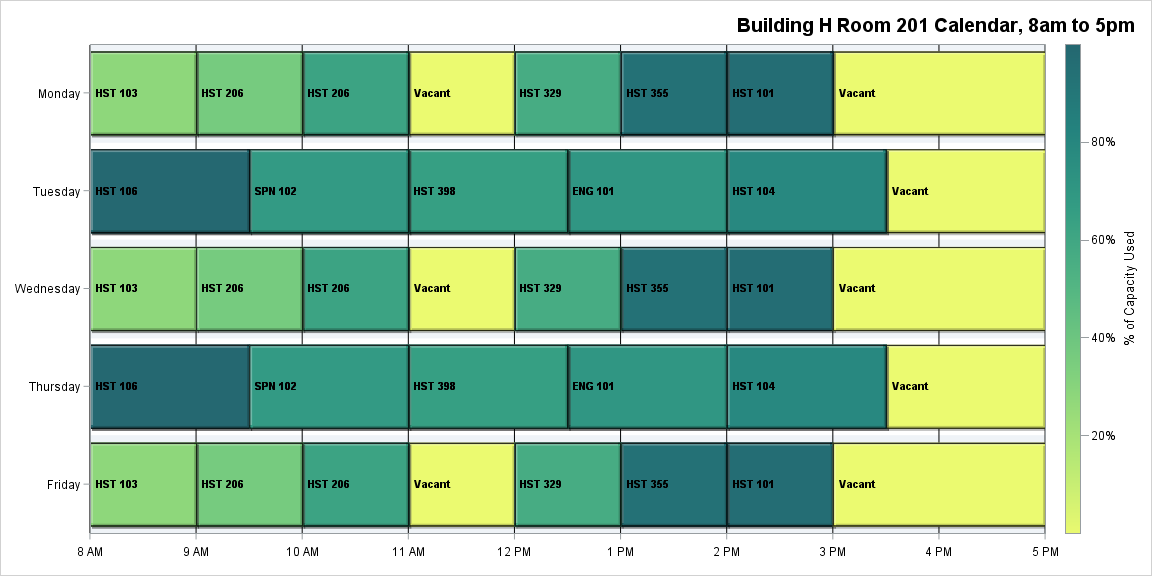 Building H Room 201 Calendar, 8am to 5pm
Monday HST 103 HST 206 HST 206 Vacant HST 329 HST 355 HST 101 Vacant
80%
Tuesday HST 106 SPN 102 HST 398 ENG 101 HST 104 Vacant
60%
% of Capacity Used
Wednesday HST 103 HST 206 HST 206 Vacant HST 329 HST 355 HST 101 Vacant
40%
Thursday HST 106 SPN 102 HST 398 ENG 101 HST 104 Vacant
20%
Friday HST 103 HST 206 HST 206 Vacant HST 329 HST 355 HST 101 Vacant
8 AM 9 AM 10 AM 11 AM 12 PM 1 PM 2 PM 3 PM 4 PM 5 PM